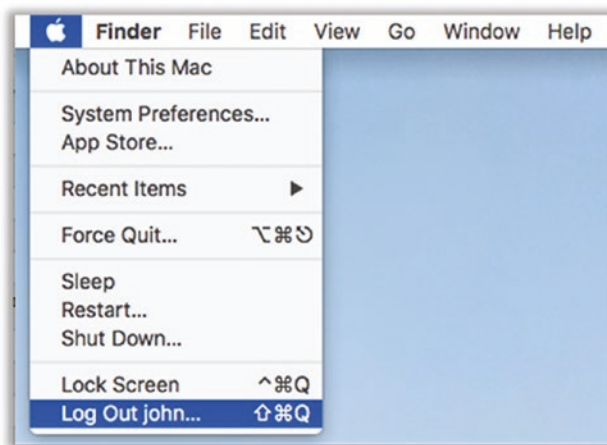 Finder File Edit View Go Window Help
About This Mac
System Preferences...
App Store...
Recent Items ▶
Force Quit... ⌥⌘⎋
Sleep
Restart...
Shut Down...
Lock Screen ^⌘Q
Log Out john... ⇧⌘Q